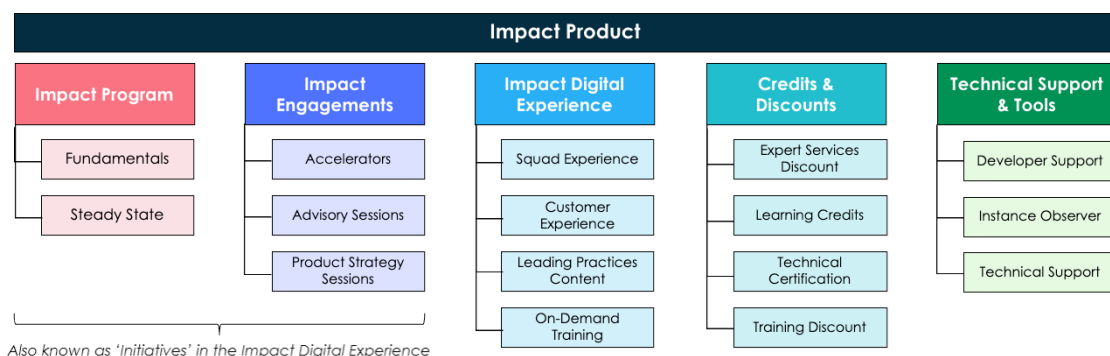 Impact Product
Impact Program
Fundamentals
Steady State
Impact
Engagements
Accelerators
Advisory Sessions
Product Strategy
Sessions
Impact Digital
Experience
Squad Experience
Customer
Experience
Leading Practices
Content
On-Demand
Training
Credits &
Discounts
Expert Services
Discount
Learning Credits
Technical
Certification
Training Discount
Technical Support
& Tools
Developer Support
Instance Observer
Technical Support
Also known as ‘Initiatives’ in the Impact Digital Experience